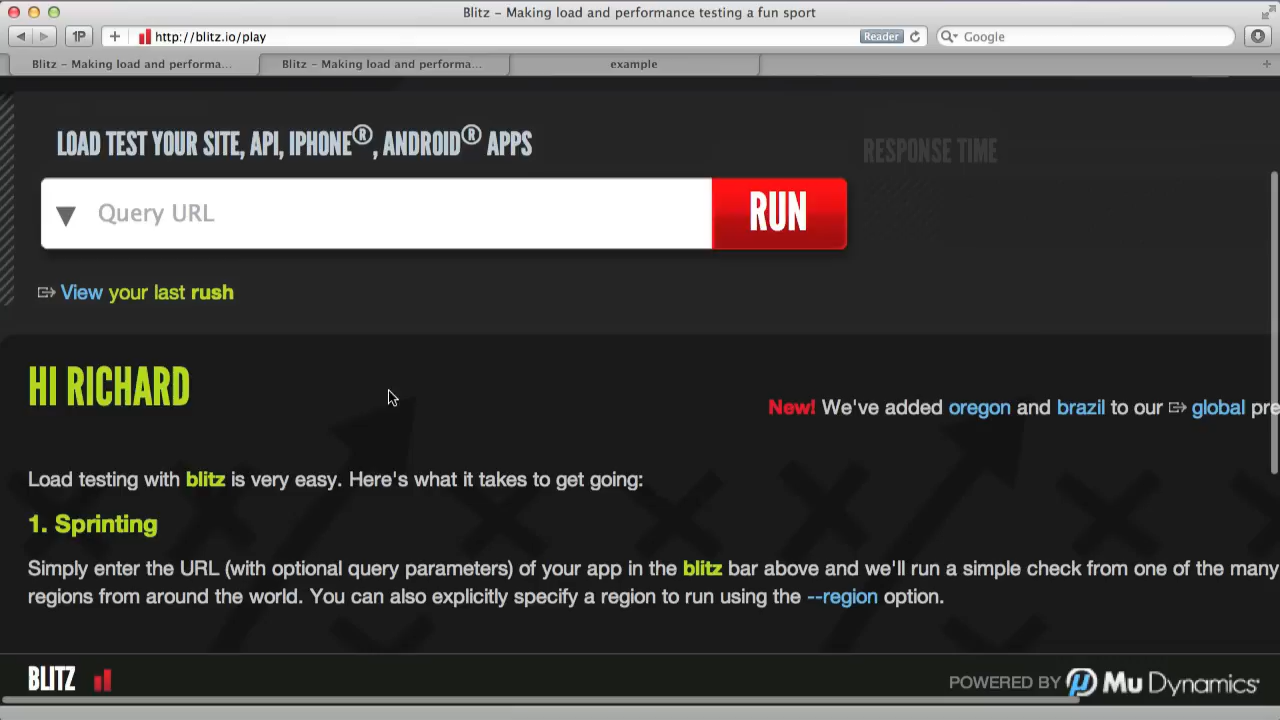 Blitz – Making load and performance testing a fun sport
1P
http://blitz.io/play
Reader
Google
Blitz – Making load and performa...
Blitz – Making load and performa...
example
LOAD TEST YOUR SITE, API, IPHONE®, ANDROID® APPS
RESPONSE TIME
Query URL
RUN
View your last rush
HI RICHARD
New! We've added oregon and brazil to our global pre
Load testing with blitz is very easy. Here's what it takes to get going:
1. Sprinting
Simply enter the URL (with optional query parameters) of your app in the blitz bar above and we'll run a simple check from one of the many
regions from around the world. You can also explicitly specify a region to run using the --region option.
BLITZ
POWERED BY Mu Dynamics